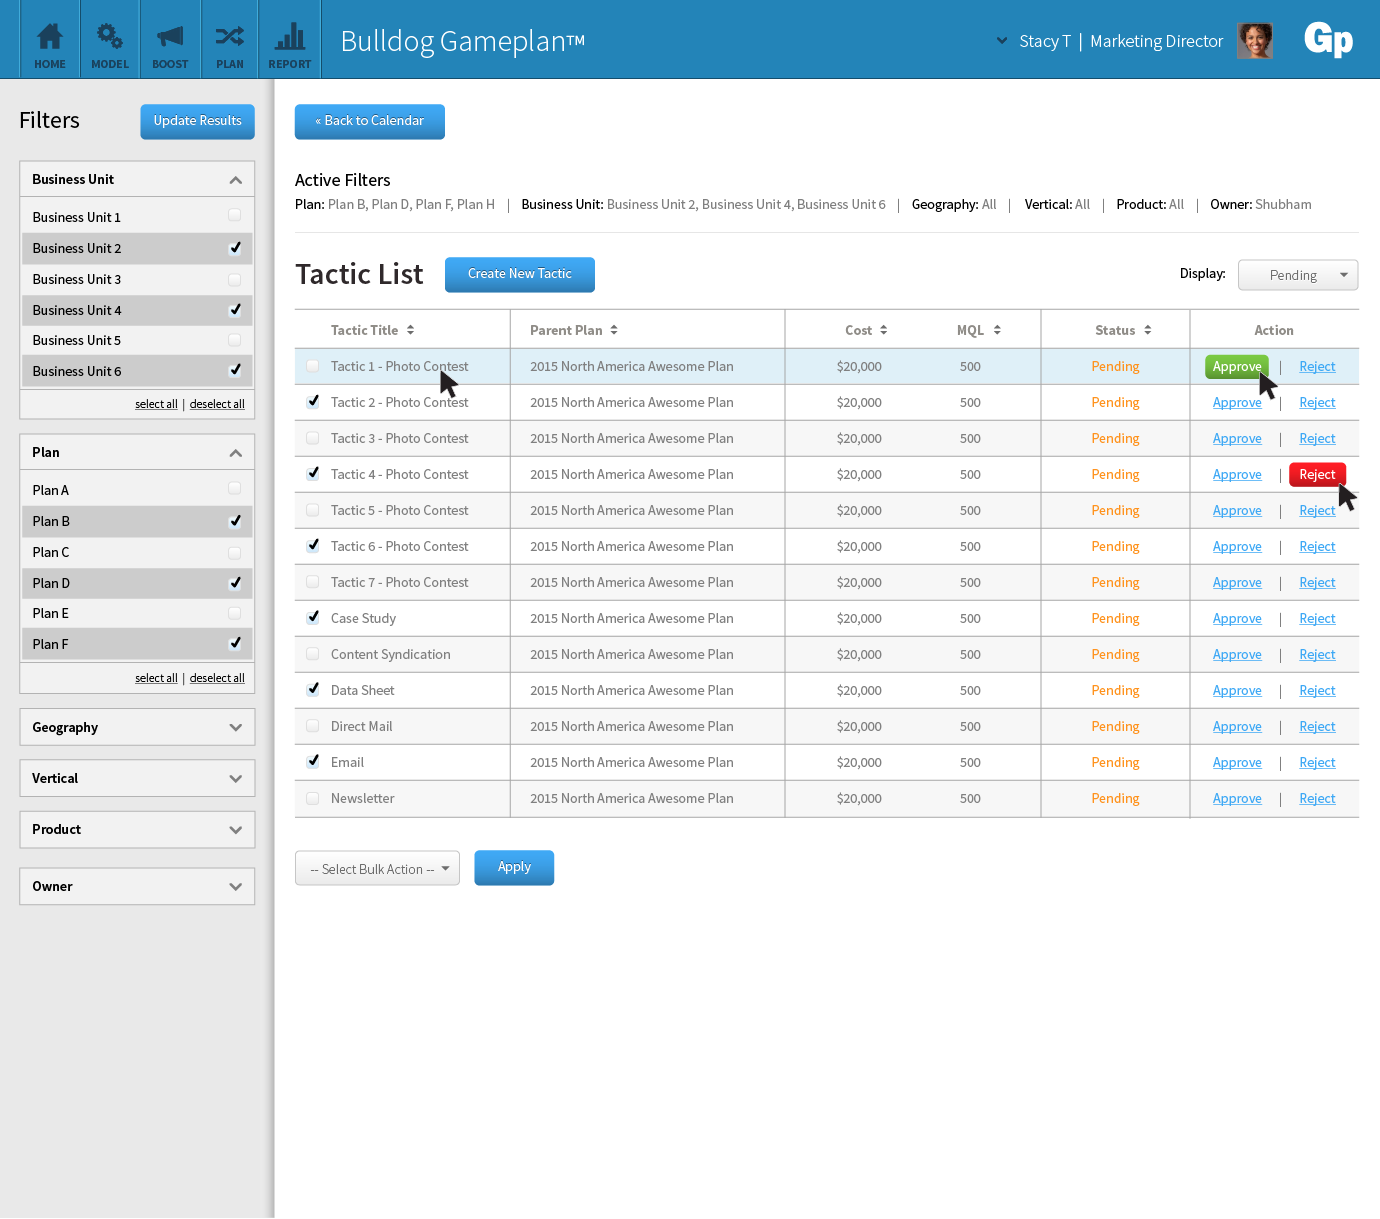 HOME MODEL BOOST PLAN REPORT Bulldog Gameplan™ Stacy T | Marketing Director Gp
Filters Update Results
« Back to Calendar
Business Unit
Business Unit 1
Business Unit 2
Business Unit 3
Business Unit 4
Business Unit 5
Business Unit 6
select all | deselect all
Plan
Plan A
Plan B
Plan C
Plan D
Plan E
Plan F
select all | deselect all
Geography
Vertical
Product
Owner
Active Filters
Plan: Plan B, Plan D, Plan F, Plan H | Business Unit: Business Unit 2, Business Unit 4, Business Unit 6 | Geography: All | Vertical: All | Product: All | Owner: Shubham
Tactic List Create New Tactic Display: Pending
Tactic Title Parent Plan Cost MQL Status Action
Tactic 1 - Photo Contest 2015 North America Awesome Plan $20,000 500 Pending Approve | Reject
Tactic 2 - Photo Contest 2015 North America Awesome Plan $20,000 500 Pending Approve | Reject
Tactic 3 - Photo Contest 2015 North America Awesome Plan $20,000 500 Pending Approve | Reject
Tactic 4 - Photo Contest 2015 North America Awesome Plan $20,000 500 Pending Approve | Reject
Tactic 5 - Photo Contest 2015 North America Awesome Plan $20,000 500 Pending Approve | Reject
Tactic 6 - Photo Contest 2015 North America Awesome Plan $20,000 500 Pending Approve | Reject
Tactic 7 - Photo Contest 2015 North America Awesome Plan $20,000 500 Pending Approve | Reject
Case Study 2015 North America Awesome Plan $20,000 500 Pending Approve | Reject
Content Syndication 2015 North America Awesome Plan $20,000 500 Pending Approve | Reject
Data Sheet 2015 North America Awesome Plan $20,000 500 Pending Approve | Reject
Direct Mail 2015 North America Awesome Plan $20,000 500 Pending Approve | Reject
Email 2015 North America Awesome Plan $20,000 500 Pending Approve | Reject
Newsletter 2015 North America Awesome Plan $20,000 500 Pending Approve | Reject
-- Select Bulk Action -- Apply